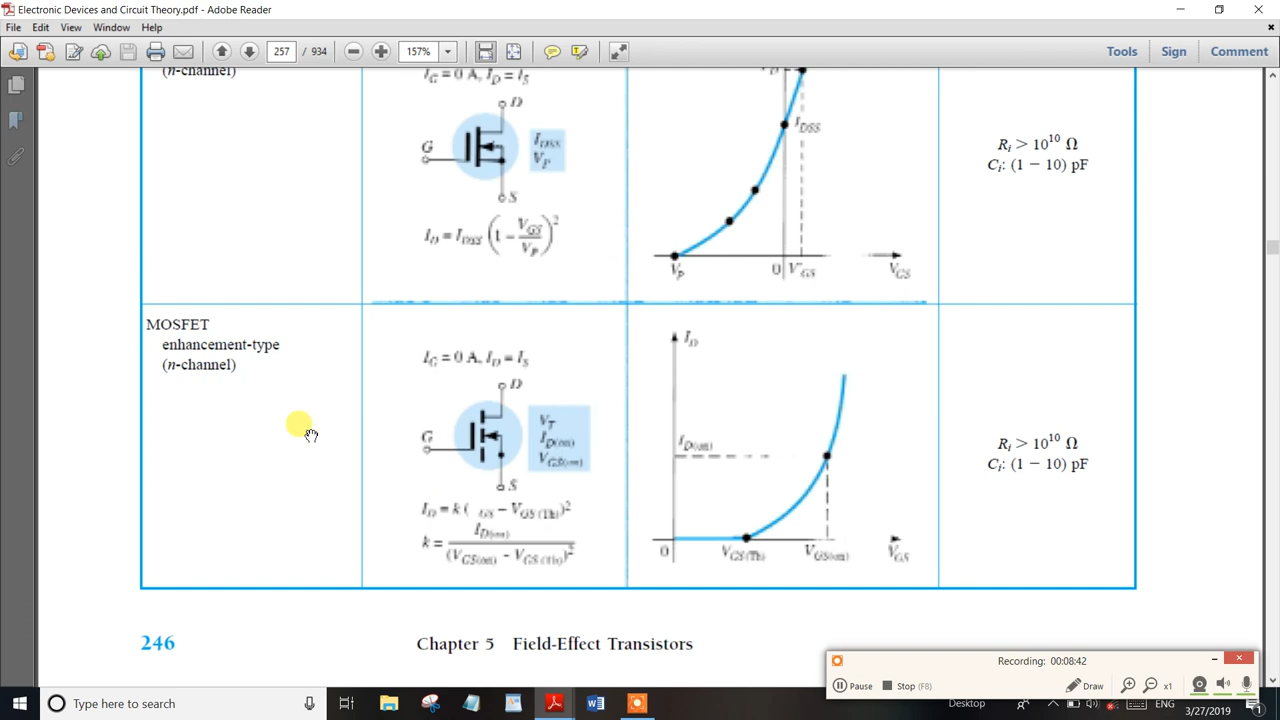 Electronic Devices and Circuit Theory.pdf - Adobe Reader
File Edit View Window Help
257 / 934 157% Tools Sign Comment
(n-channel)
I_G = 0 A, I_D = I_S
D
G
S
I_DSS
V_P
I_D = I_DSS (1 - V_GS/V_P)^2
I_DSS
V_P 0 V_GS V_GS
R_i > 10^10 Ω
C_i: (1 - 10) pF
MOSFET
enhancement-type
(n-channel)
I_G = 0 A, I_D = I_S
D
G
S
V_T
I_D(on)
V_GS(on)
I_D = k ( GS - V_GS(Th))^2
k = I_D(on) / (V_GS(on) - V_GS(Th))^2
I_D
I_D(on)
0 V_GS(Th) V_GS(on) V_GS
R_i > 10^10 Ω
C_i: (1 - 10) pF
246 Chapter 5 Field-Effect Transistors
Recording: 00:08:42
Pause Stop (F8) Draw x1
Type here to search
Desktop ENG
3/27/2019